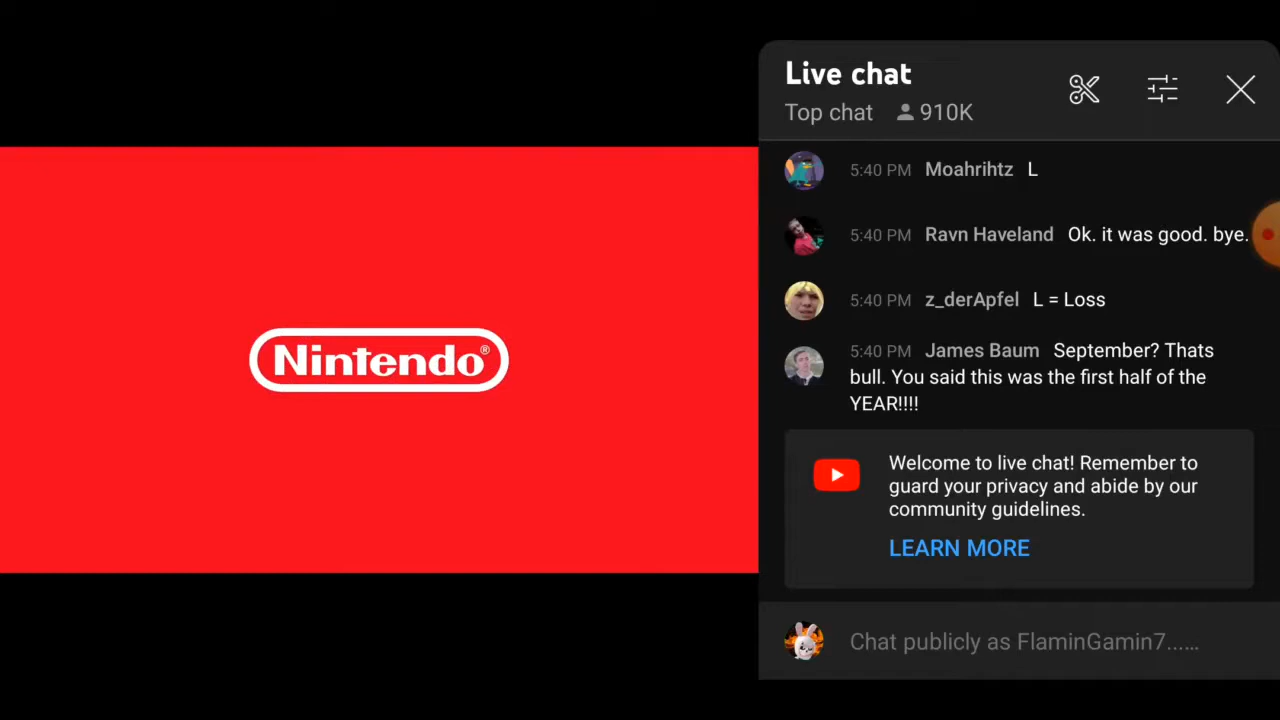 Live chat
Top chat 910K
5:40 PM Moahrihtz L
5:40 PM Ravn Haveland Ok. it was good. bye.
Nintendo®
5:40 PM z_derApfel L = Loss
5:40 PM James Baum September? Thats
bull. You said this was the first half of the
YEAR!!!!
Welcome to live chat! Remember to
guard your privacy and abide by our
community guidelines.
LEARN MORE
Chat publicly as FlaminGamin7......